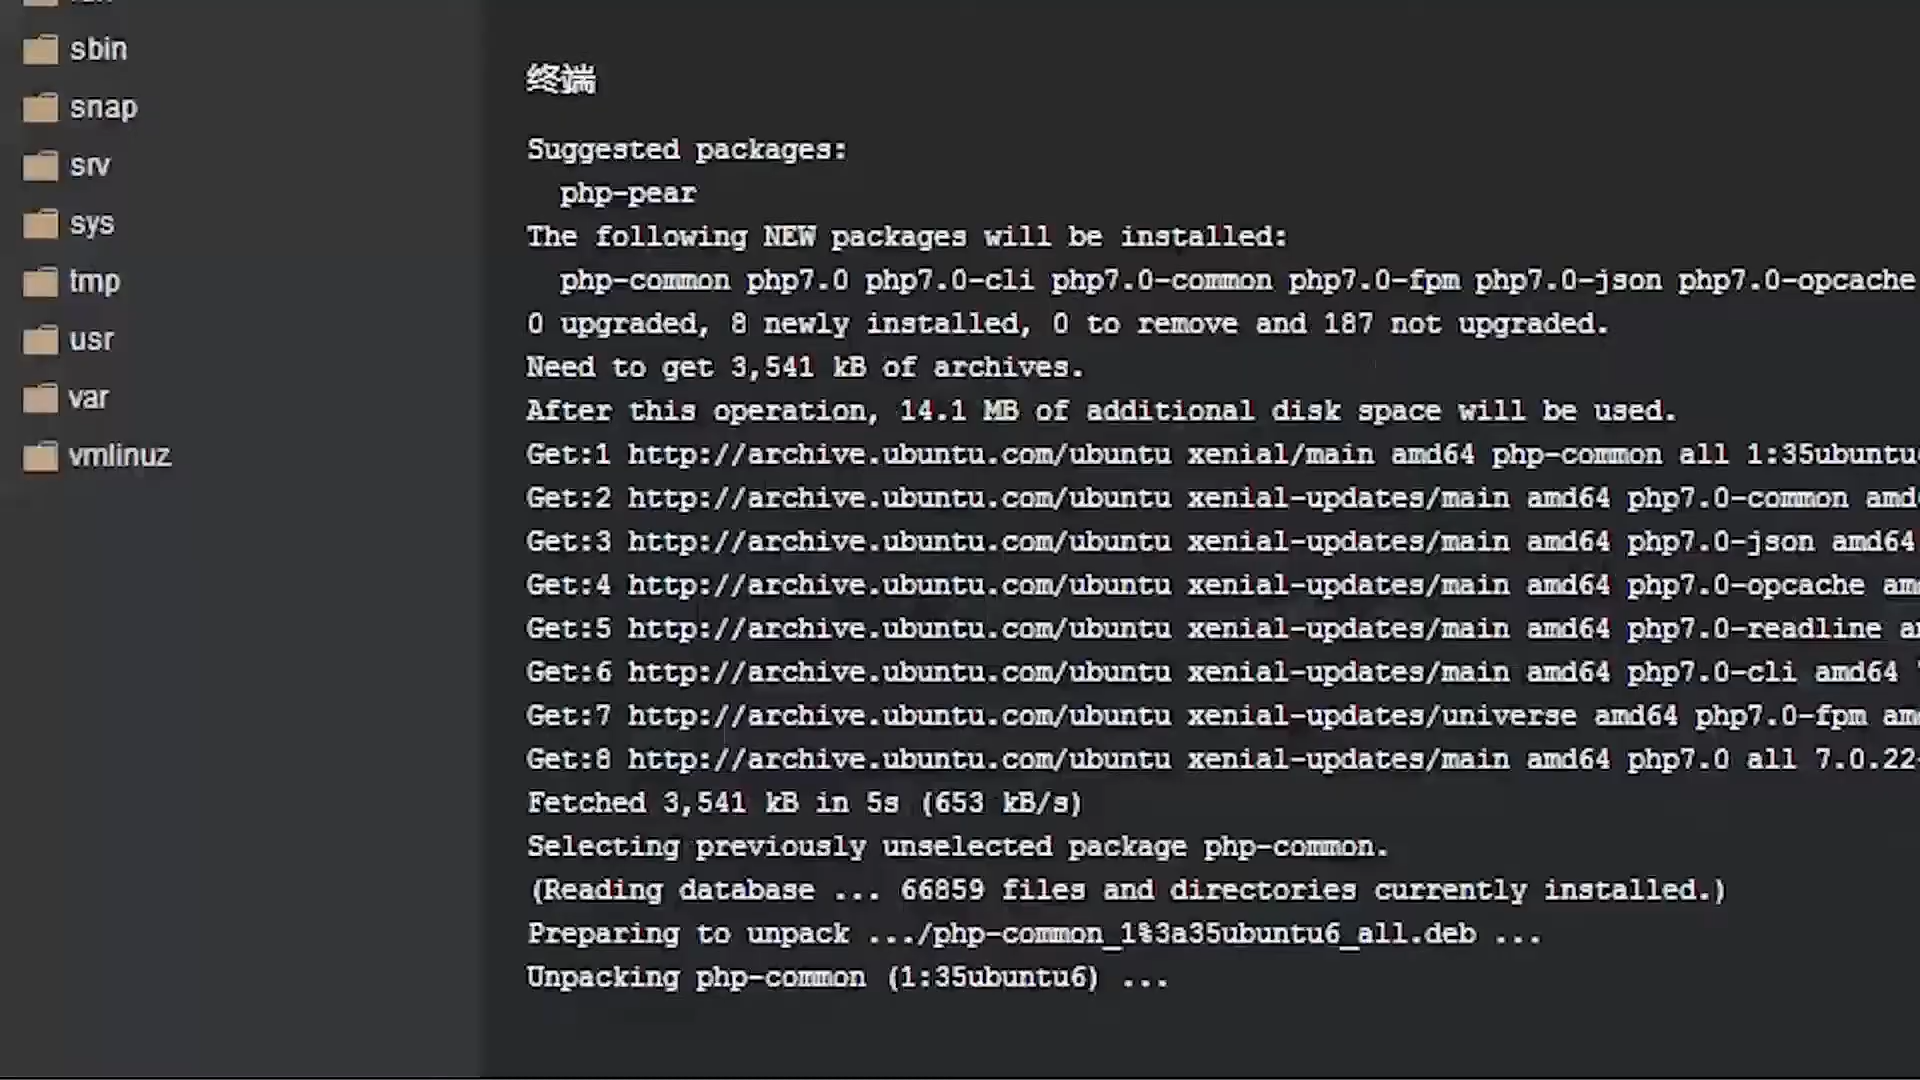 sbin
snap
srv
sys
tmp
usr
var
vmlinuz
终端
Suggested packages:
php-pear
The following NEW packages will be installed:
php-common php7.0 php7.0-cli php7.0-common php7.0-fpm php7.0-json php7.0-opcache
0 upgraded, 8 newly installed, 0 to remove and 187 not upgraded.
Need to get 3,541 kB of archives.
After this operation, 14.1 MB of additional disk space will be used.
Get:1 http://archive.ubuntu.com/ubuntu xenial/main amd64 php-common all 1:35ubuntu
Get:2 http://archive.ubuntu.com/ubuntu xenial-updates/main amd64 php7.0-common amd
Get:3 http://archive.ubuntu.com/ubuntu xenial-updates/main amd64 php7.0-json amd64
Get:4 http://archive.ubuntu.com/ubuntu xenial-updates/main amd64 php7.0-opcache am
Get:5 http://archive.ubuntu.com/ubuntu xenial-updates/main amd64 php7.0-readline a
Get:6 http://archive.ubuntu.com/ubuntu xenial-updates/main amd64 php7.0-cli amd64
Get:7 http://archive.ubuntu.com/ubuntu xenial-updates/universe amd64 php7.0-fpm am
Get:8 http://archive.ubuntu.com/ubuntu xenial-updates/main amd64 php7.0 all 7.0.22-
Fetched 3,541 kB in 5s (653 kB/s)
Selecting previously unselected package php-common.
(Reading database ... 66859 files and directories currently installed.)
Preparing to unpack .../php-common_1%3a35ubuntu6_all.deb ...
Unpacking php-common (1:35ubuntu6) ...